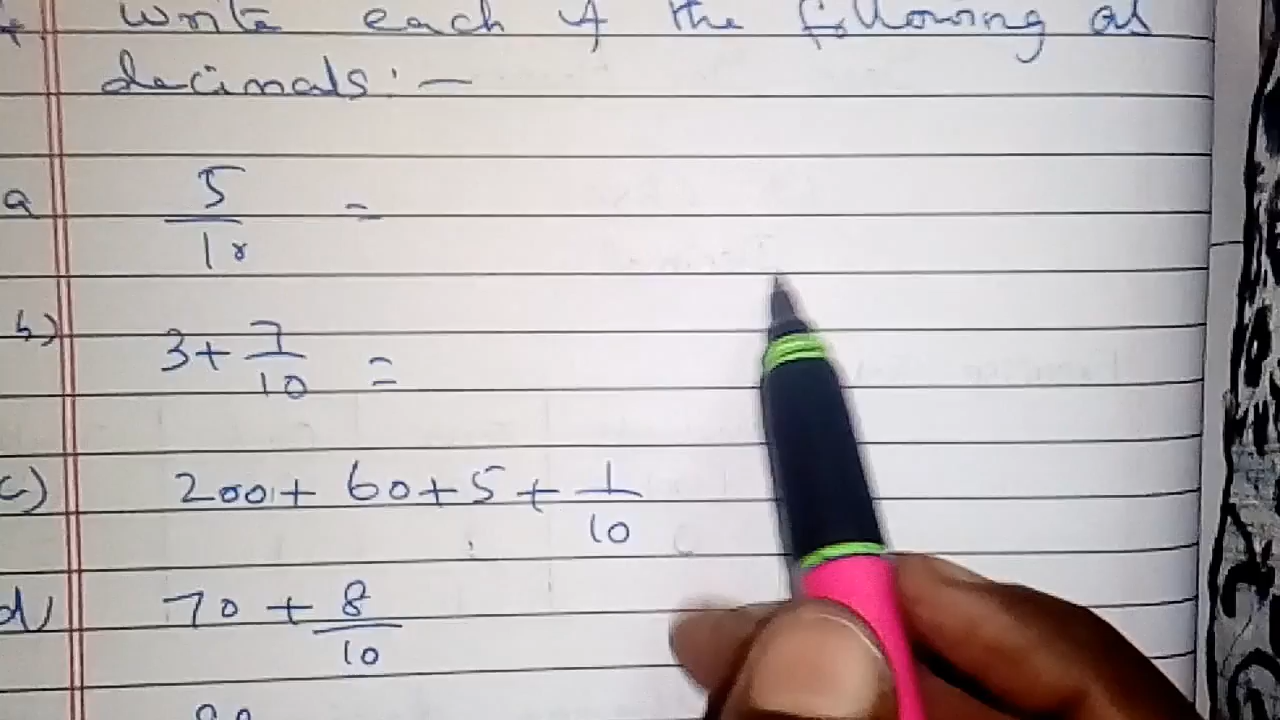 write each of the following as
decimals:-
a 5/10 =
b) 3+7/10 =
c) 200+ 60+5+1/10
d) 70+8/10